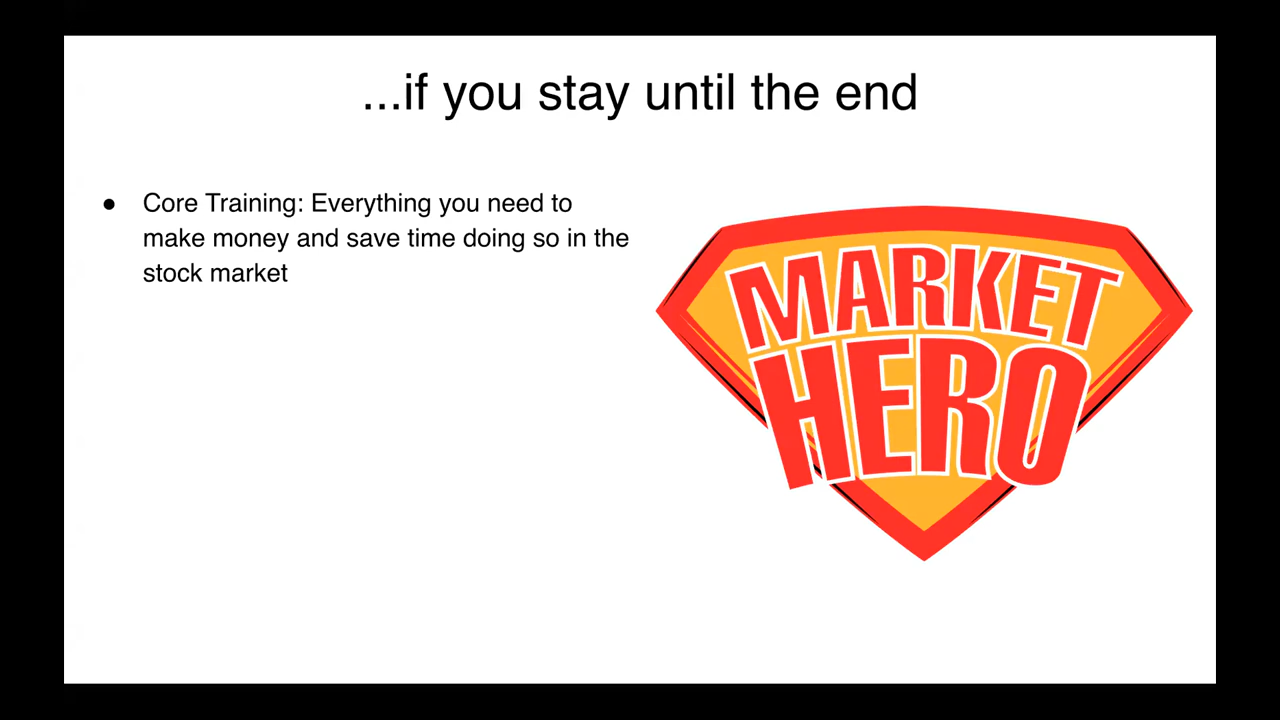 ...if you stay until the end
● Core Training: Everything you need to
make money and save time doing so in the
stock market
MARKET
HERO